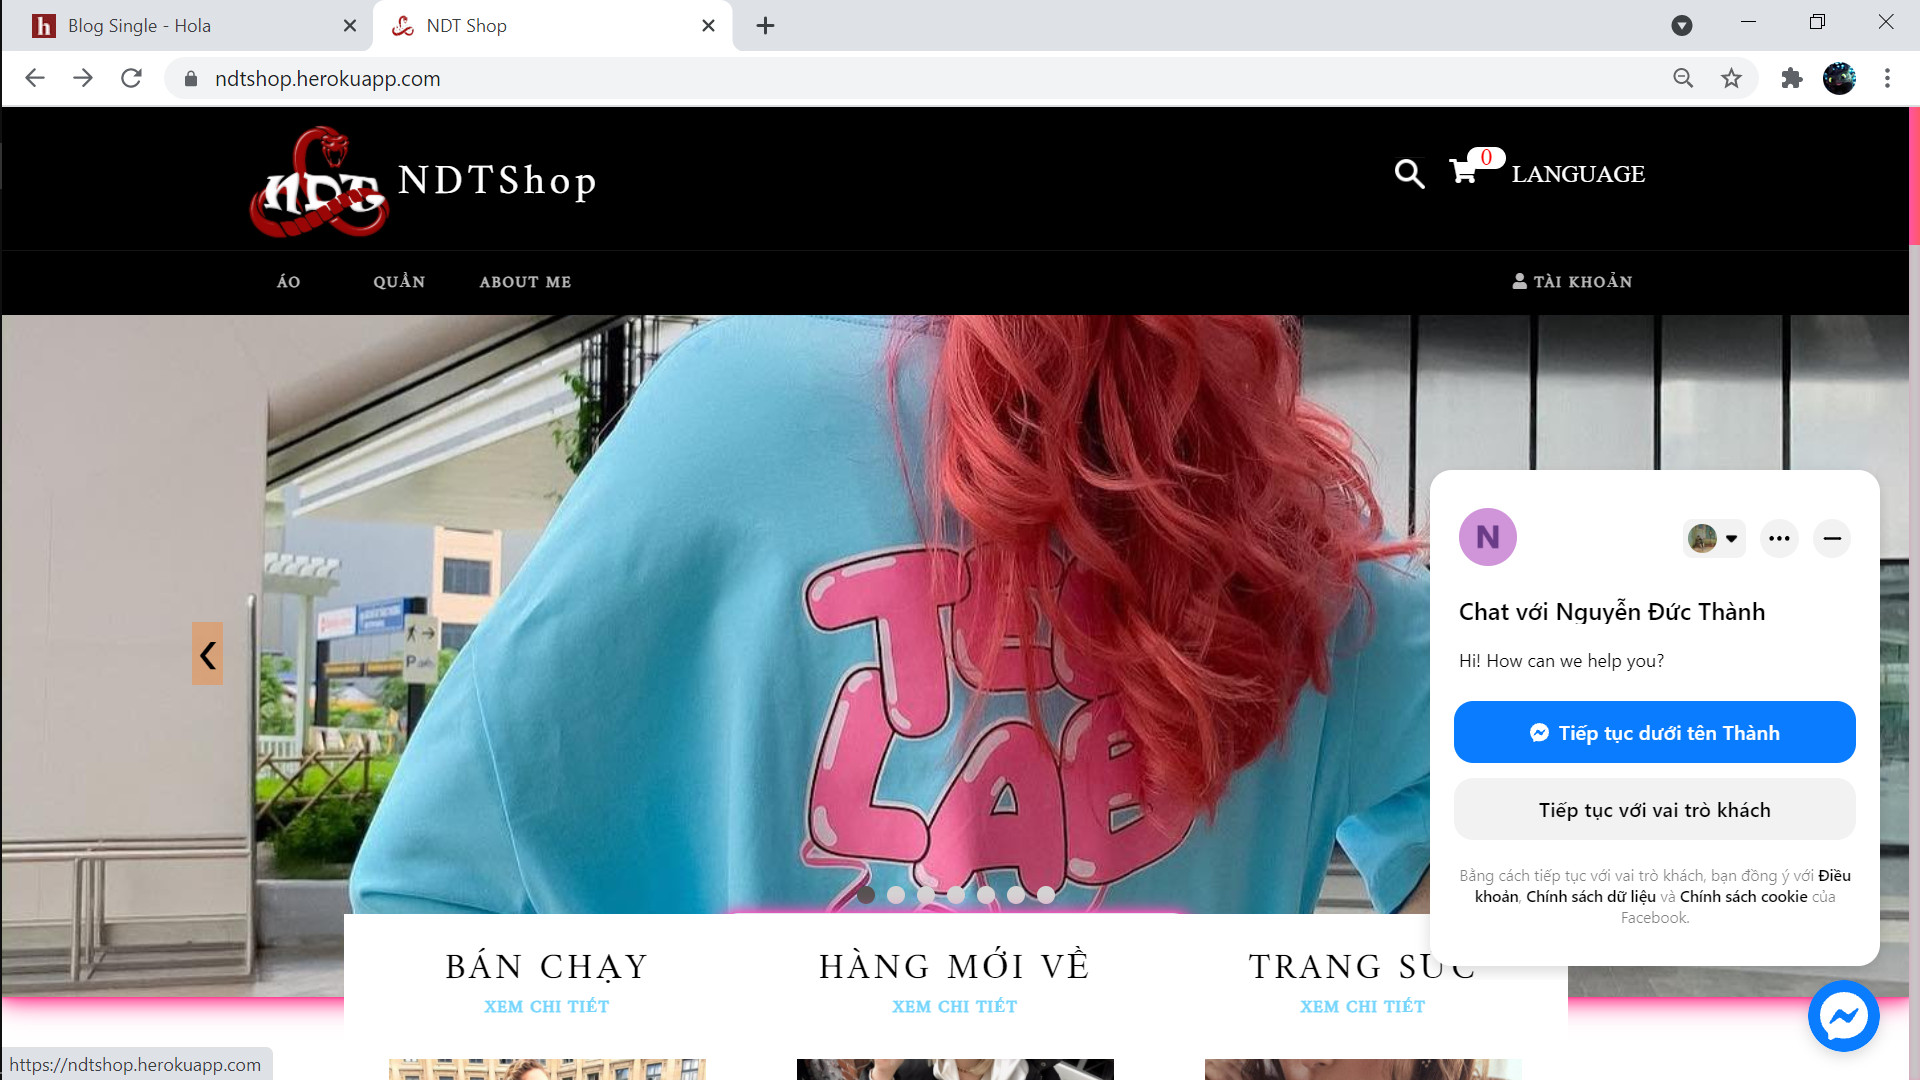 Blog Single - Hola
NDT Shop
ndtshop.herokuapp.com
NDT
NDTShop
0
LANGUAGE
ÁO
QUẦN
ABOUT ME
TÀI KHOẢN
LAB
N
Chat với Nguyễn Đức Thành
Hi! How can we help you?
Tiếp tục dưới tên Thành
Tiếp tục với vai trò khách
Bằng cách tiếp tục với vai trò khách, bạn đồng ý với Điều
khoản, Chính sách dữ liệu và Chính sách cookie của
Facebook.
BÁN CHẠY
XEM CHI TIẾT
HÀNG MỚI VỀ
XEM CHI TIẾT
TRANG SỨC
XEM CHI TIẾT
https://ndtshop.herokuapp.com